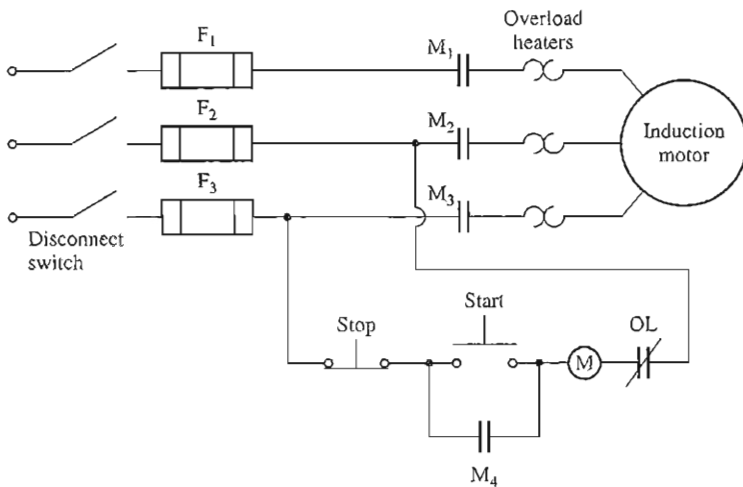 Overload
heaters
F1
M1
F2
M2
Induction
motor
F3
M3
Disconnect
switch
Start
Stop
OL
M
M4